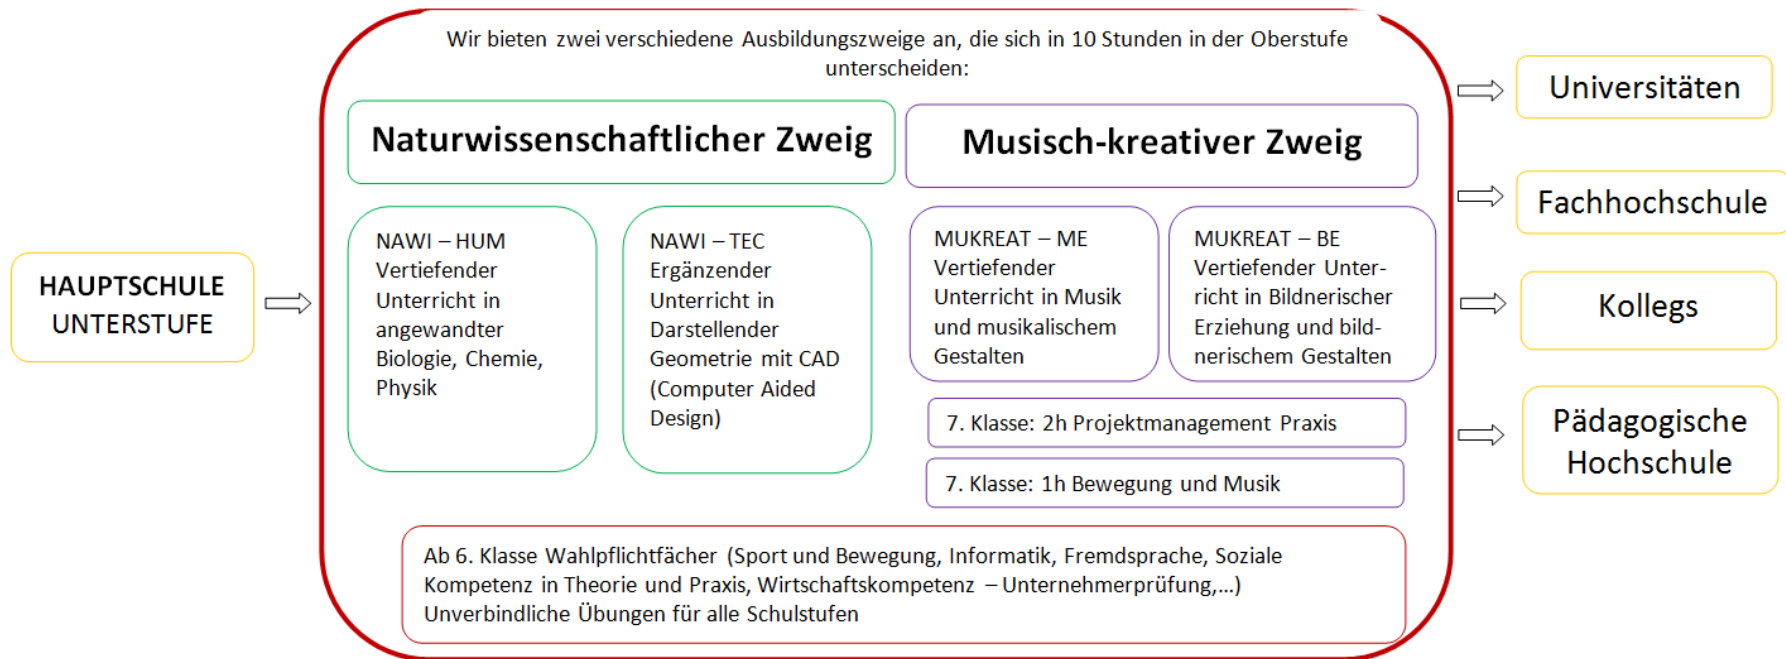 Wir bieten zwei verschiedene Ausbildungszweige an, die sich in 10 Stunden in der Oberstufe
unterscheiden:
HAUPTSCHULE
UNTERSTUFE
Naturwissenschaftlicher Zweig
NAWI – HUM
Vertiefender
Unterricht in
angewandter
Biologie, Chemie,
Physik
NAWI – TEC
Ergänzender
Unterricht in
Darstellender
Geometrie mit CAD
(Computer Aided
Design)
Musisch-kreativer Zweig
MUKREAT – ME
Vertiefender
Unterricht in Musik
und musikalischem
Gestalten
MUKREAT – BE
Vertiefender Unter-
richt in Bildnerischer
Erziehung und bild-
nerischem Gestalten
7. Klasse: 2h Projektmanagement Praxis
7. Klasse: 1h Bewegung und Musik
Ab 6. Klasse Wahlpflichtfächer (Sport und Bewegung, Informatik, Fremdsprache, Soziale
Kompetenz in Theorie und Praxis, Wirtschaftskompetenz – Unternehmerprüfung,...)
Unverbindliche Übungen für alle Schulstufen
Universitäten
Fachhochschule
Kollegs
Pädagogische
Hochschule